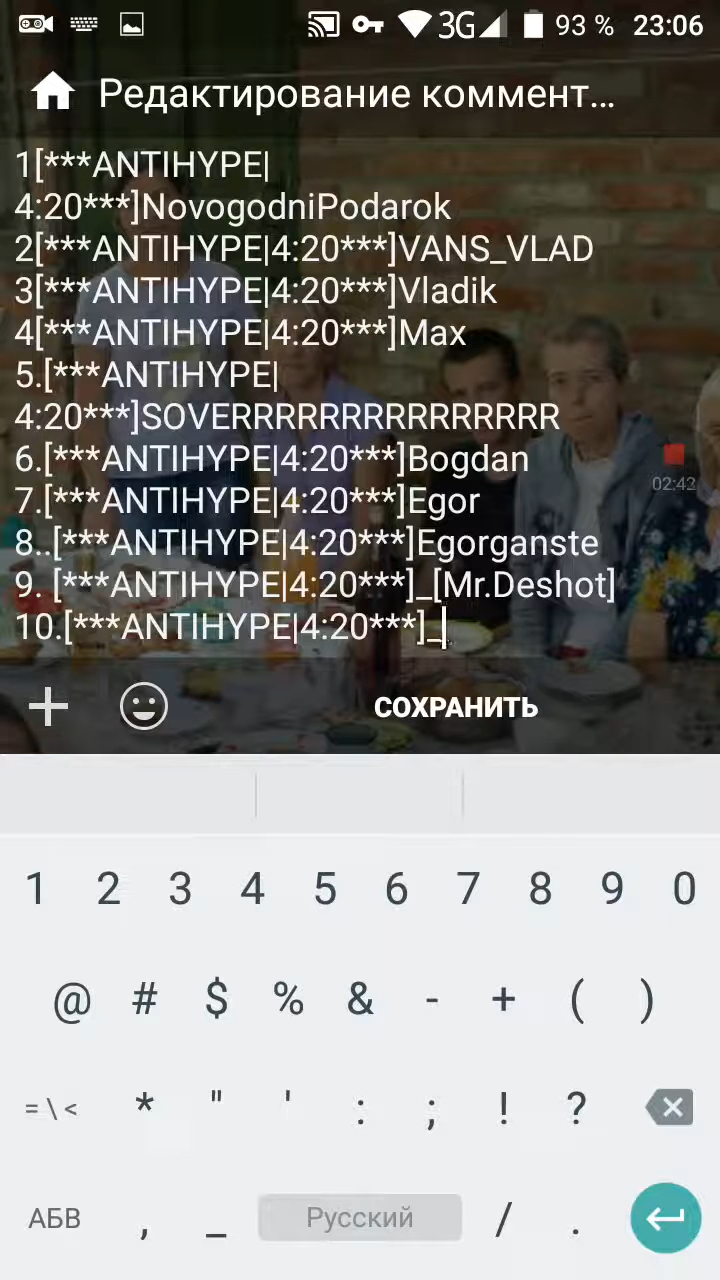 3G 93 % 23:06
Редактирование коммент...
1[***ANTIHYPE|
4:20***]NovogodniPodarok
2[***ANTIHYPE|4:20***]VANS_VLAD
3[***ANTIHYPE|4:20***]Vladik
4[***ANTIHYPE|4:20***]Max
5.[***ANTIHYPE|
4:20***]SOVERRRRRRRRRRRRRRR
6.[***ANTIHYPE|4:20***]Bogdan
7.[***ANTIHYPE|4:20***]Egor
02:42
8..[***ANTIHYPE|4:20***]Egorganste
9. [***ANTIHYPE|4:20***]_[Mr.Deshot]
10.[***ANTIHYPE|4:20***]_
СОХРАНИТЬ
1 2 3 4 5 6 7 8 9 0
@ # $ % & - + ( )
= \ < * " ' : ; ! ?
АБВ , _ Русский / .